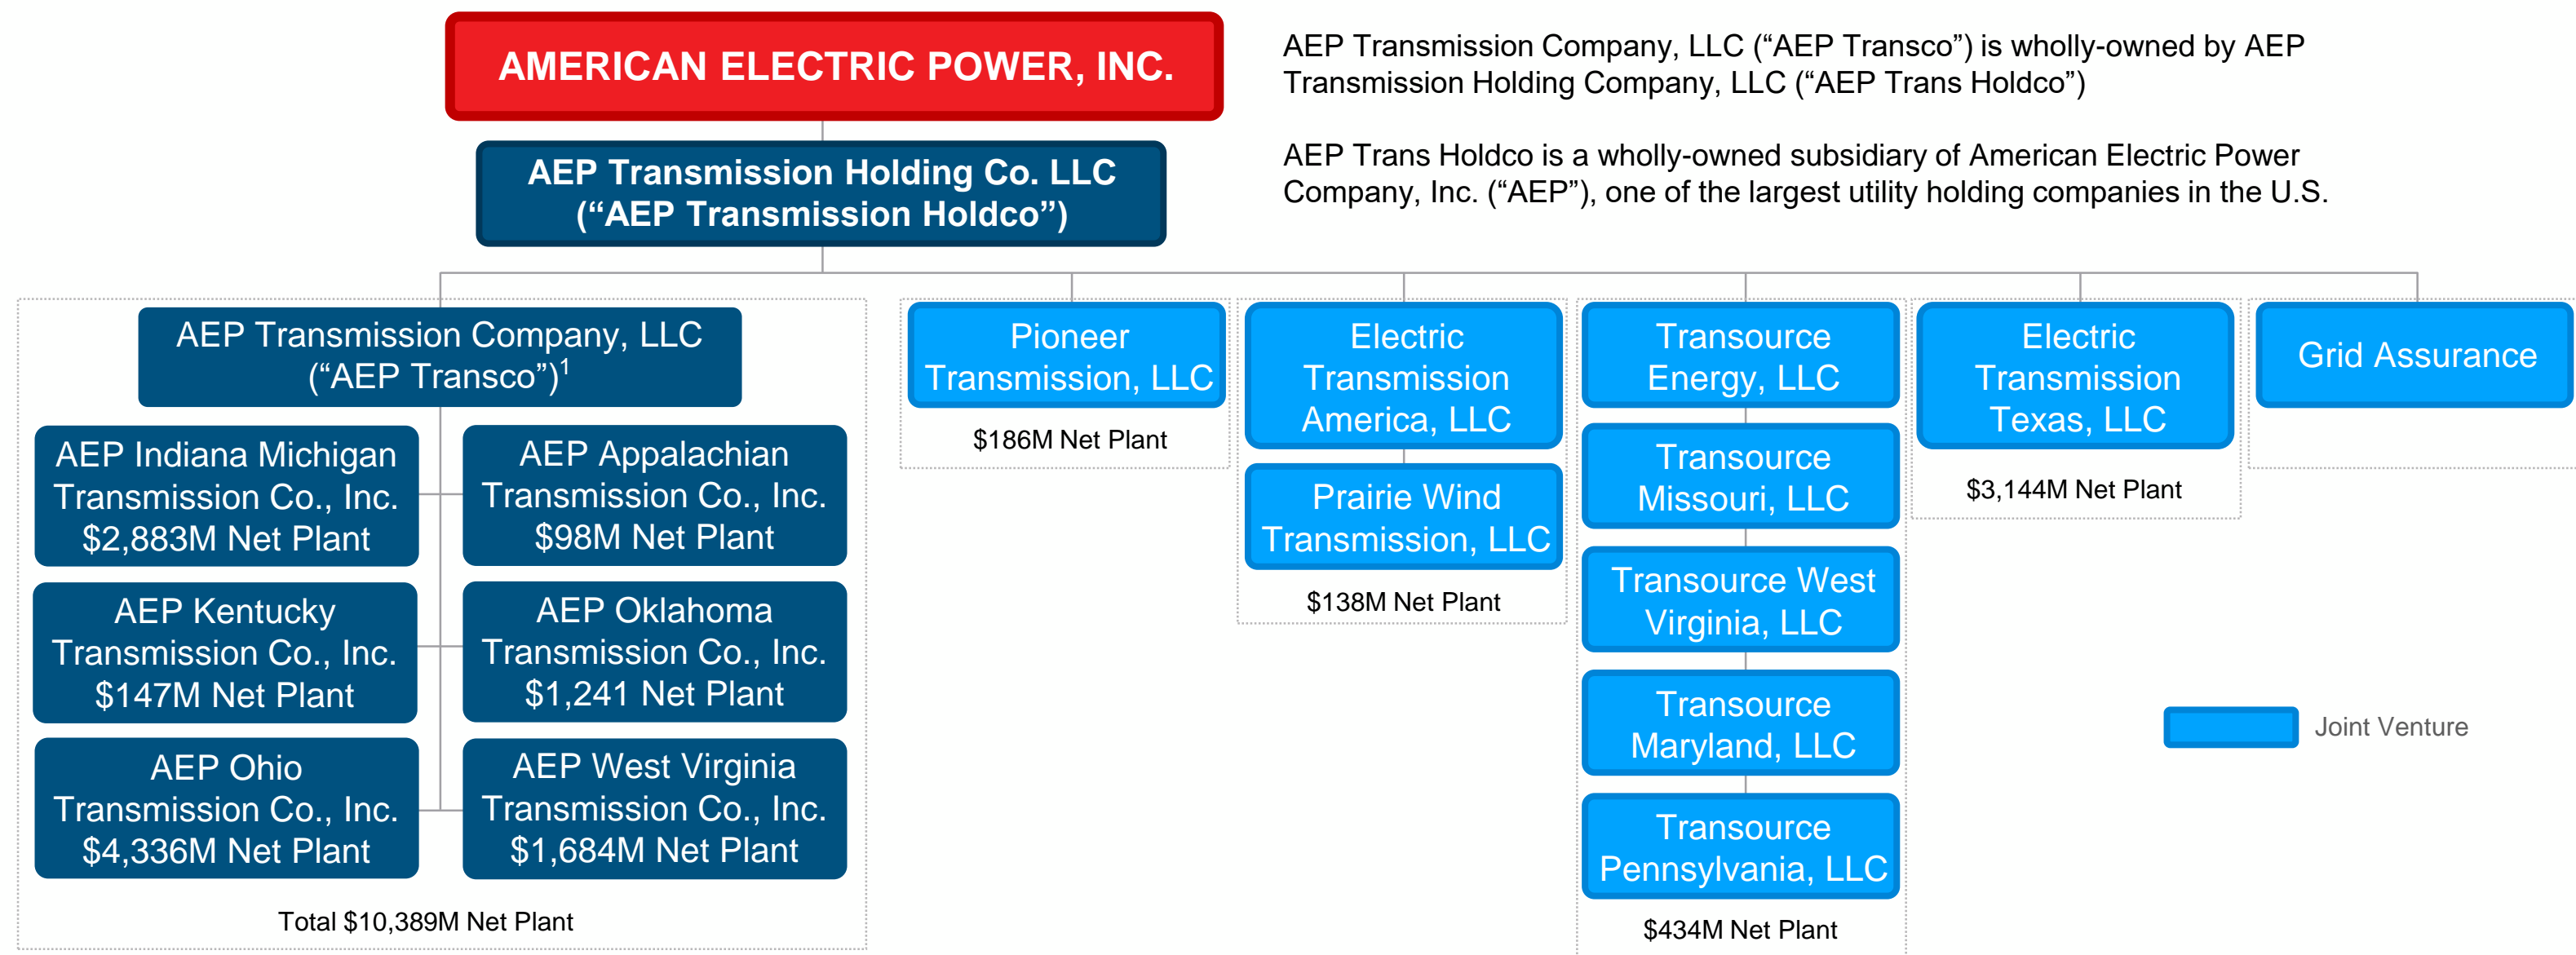 AMERICAN ELECTRIC POWER, INC.
AEP Transmission Company, LLC (“AEP Transco”) is wholly-owned by AEP
Transmission Holding Company, LLC (“AEP Trans Holdco”)
AEP Trans Holdco is a wholly-owned subsidiary of American Electric Power
Company, Inc. (“AEP”), one of the largest utility holding companies in the U.S.
AEP Transmission Holding Co. LLC
(“AEP Transmission Holdco”)
AEP Transmission Company, LLC
(“AEP Transco”)1
AEP Indiana Michigan
Transmission Co., Inc.
$2,883M Net Plant
AEP Appalachian
Transmission Co., Inc.
$98M Net Plant
AEP Kentucky
Transmission Co., Inc.
$147M Net Plant
AEP Oklahoma
Transmission Co., Inc.
$1,241 Net Plant
AEP Ohio
Transmission Co., Inc.
$4,336M Net Plant
AEP West Virginia
Transmission Co., Inc.
$1,684M Net Plant
Total $10,389M Net Plant
Pioneer
Transmission, LLC
$186M Net Plant
Electric
Transmission
America, LLC
Prairie Wind
Transmission, LLC
$138M Net Plant
Transource
Energy, LLC
Transource
Missouri, LLC
Transource West
Virginia, LLC
Transource
Maryland, LLC
Transource
Pennsylvania, LLC
$434M Net Plant
Electric
Transmission
Texas, LLC
$3,144M Net Plant
Grid Assurance
Joint Venture